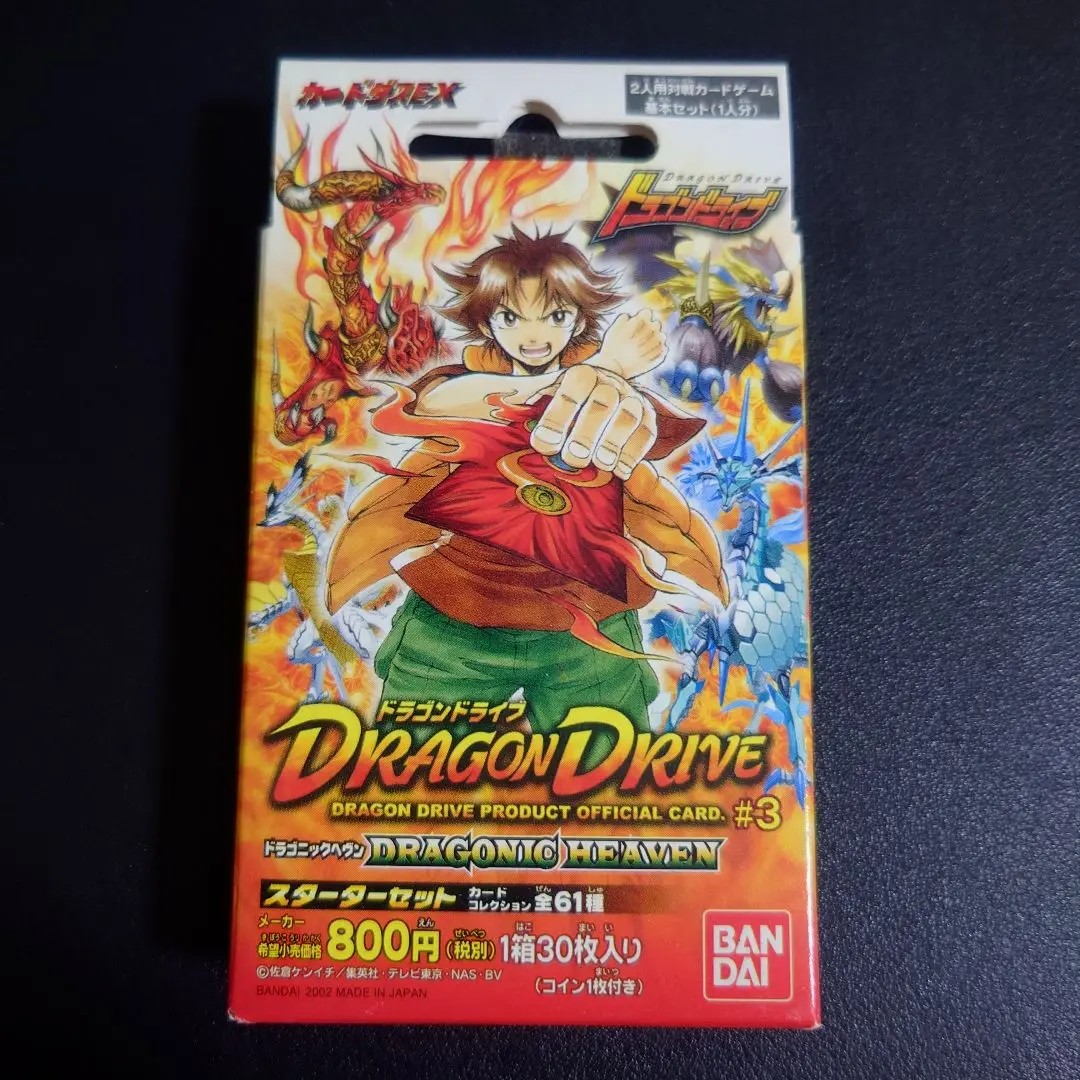 カードダスEX
2人用対戦カードゲーム
基本セット(1人分)
DRAGON DRIVE
ドラゴンドライブ
ドラゴンドライブ
DRAGON DRIVE
DRAGON DRIVE PRODUCT OFFICIAL CARD. #3
ドラゴニックヘヴン DRAGONIC HEAVEN
スターターセット カードコレクション 全61種
メーカー希望小売価格 800円(税別) 1箱30枚入り
(コイン1枚付き)
©佐倉ケンイチ/集英社・テレビ東京・NAS・BV
BANDAI 2002 MADE IN JAPAN
BAN
DAI